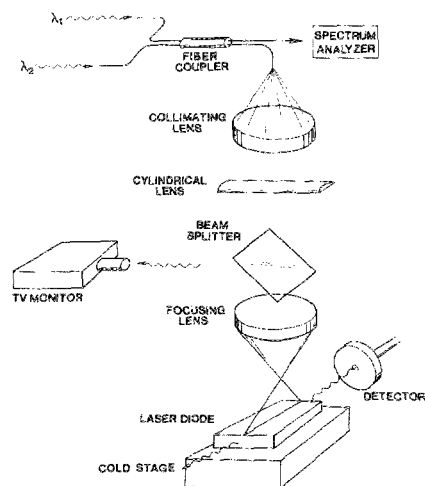 λ₁
SPECTRUM
ANALYZER
λ₂
FIBER
COUPLER
COLLIMATING
LENS
CYLINDRICAL
LENS
BEAM
SPLITTER
TV MONITOR
FOCUSING
LENS
DETECTOR
LASER DIODE
COLD STAGE